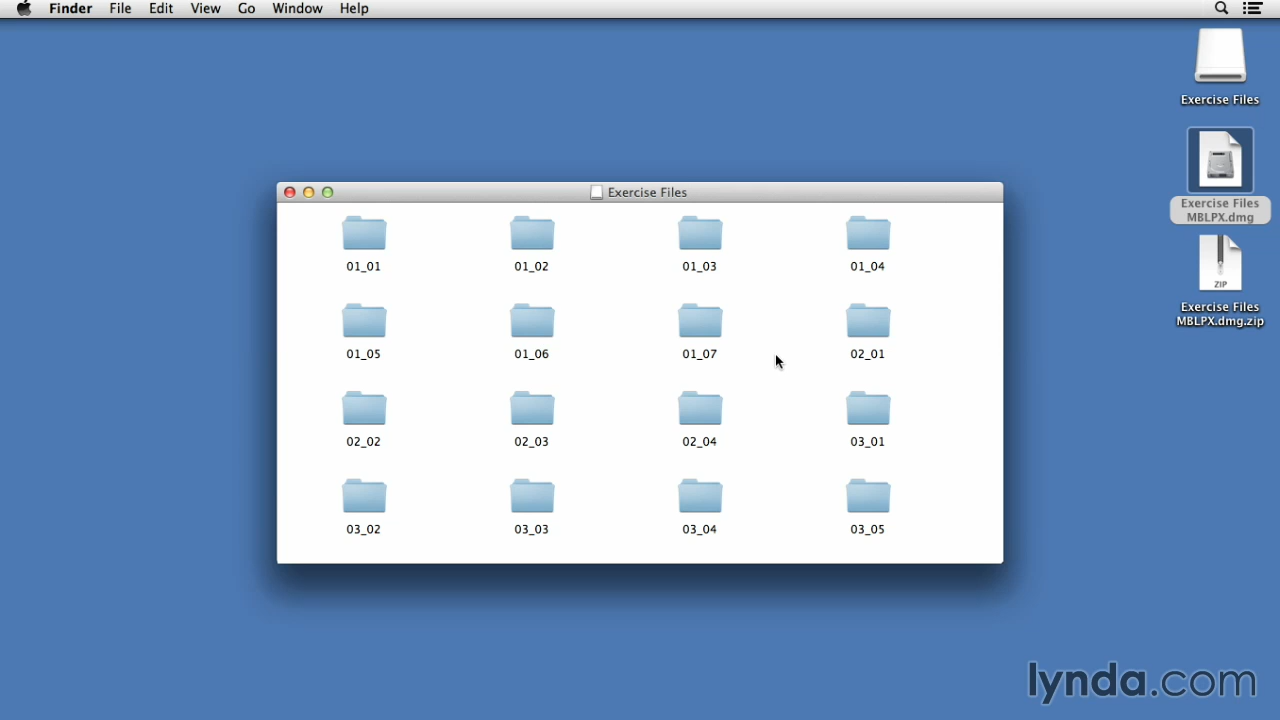 Finder File Edit View Go Window Help
Exercise Files
Exercise Files
MBLPX.dmg
ZIP
Exercise Files
MBLPX.dmg.zip
Exercise Files
01_01 01_02 01_03 01_04
01_05 01_06 01_07 02_01
02_02 02_03 02_04 03_01
03_02 03_03 03_04 03_05
lynda.com